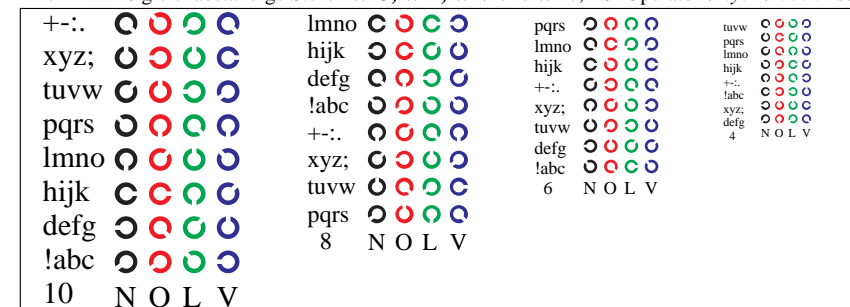 +-:.
xyz;
tuvw
pqrs
lmno
hijk
defg
!abc
10 N O L V
lmno
hijk
defg
!abc
+-:.
xyz;
tuvw
pqrs
8 N O L V
pqrs
lmno
hijk
+-:.
xyz;
tuvw
defg
!abc
6 N O L V
tuvw
pqrs
lmno
hijk
+-:.
!abc
xyz;
defg
4 N O L V